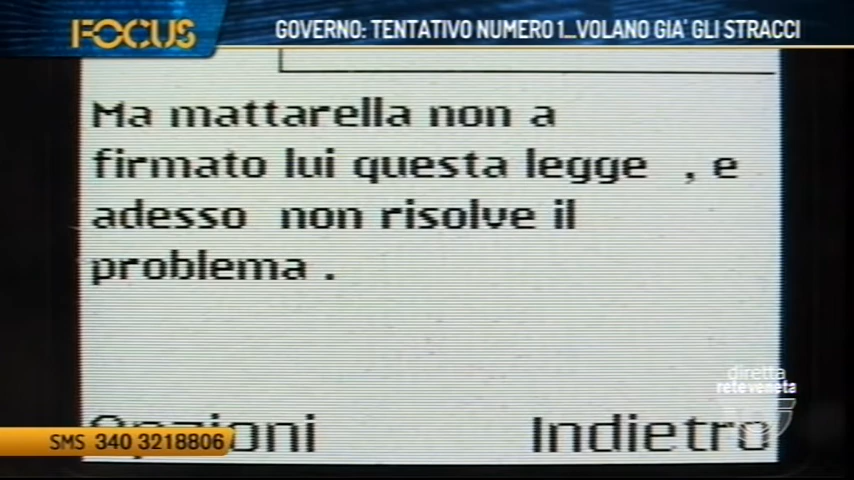 FOCUS
GOVERNO: TENTATIVO NUMERO 1...VOLANO GIA' GLI STRACCI
Ma mattarella non a
firmato lui questa legge , e
adesso non risolve il
problema .
diretta
reteveneta
Opzioni
Indietro
SMS 340 3218806